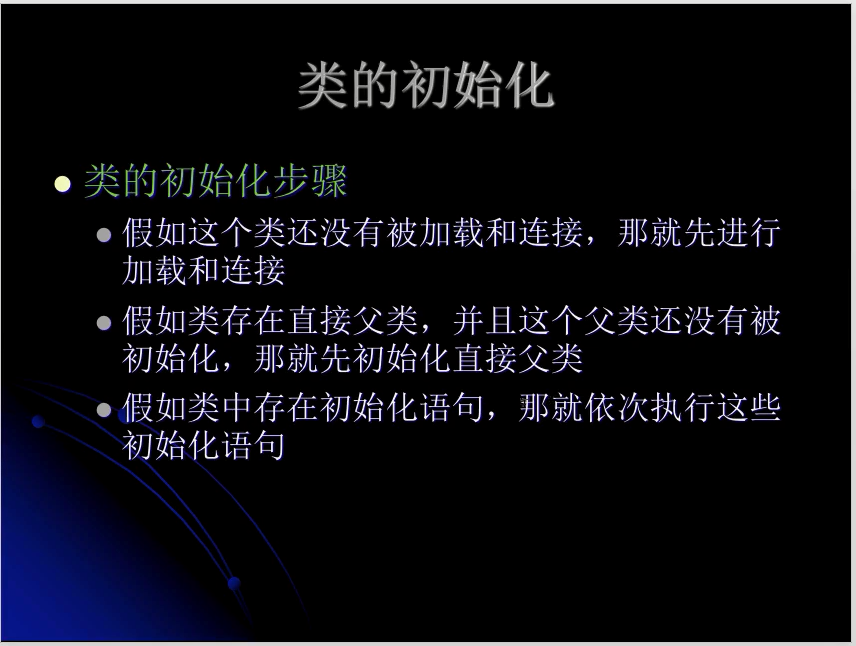 类的初始化
类的初始化步骤
假如这个类还没有被加载和连接，那就先进行
加载和连接
假如类存在直接父类，并且这个父类还没有被
初始化，那就先初始化直接父类
假如类中存在初始化语句，那就依次执行这些
初始化语句